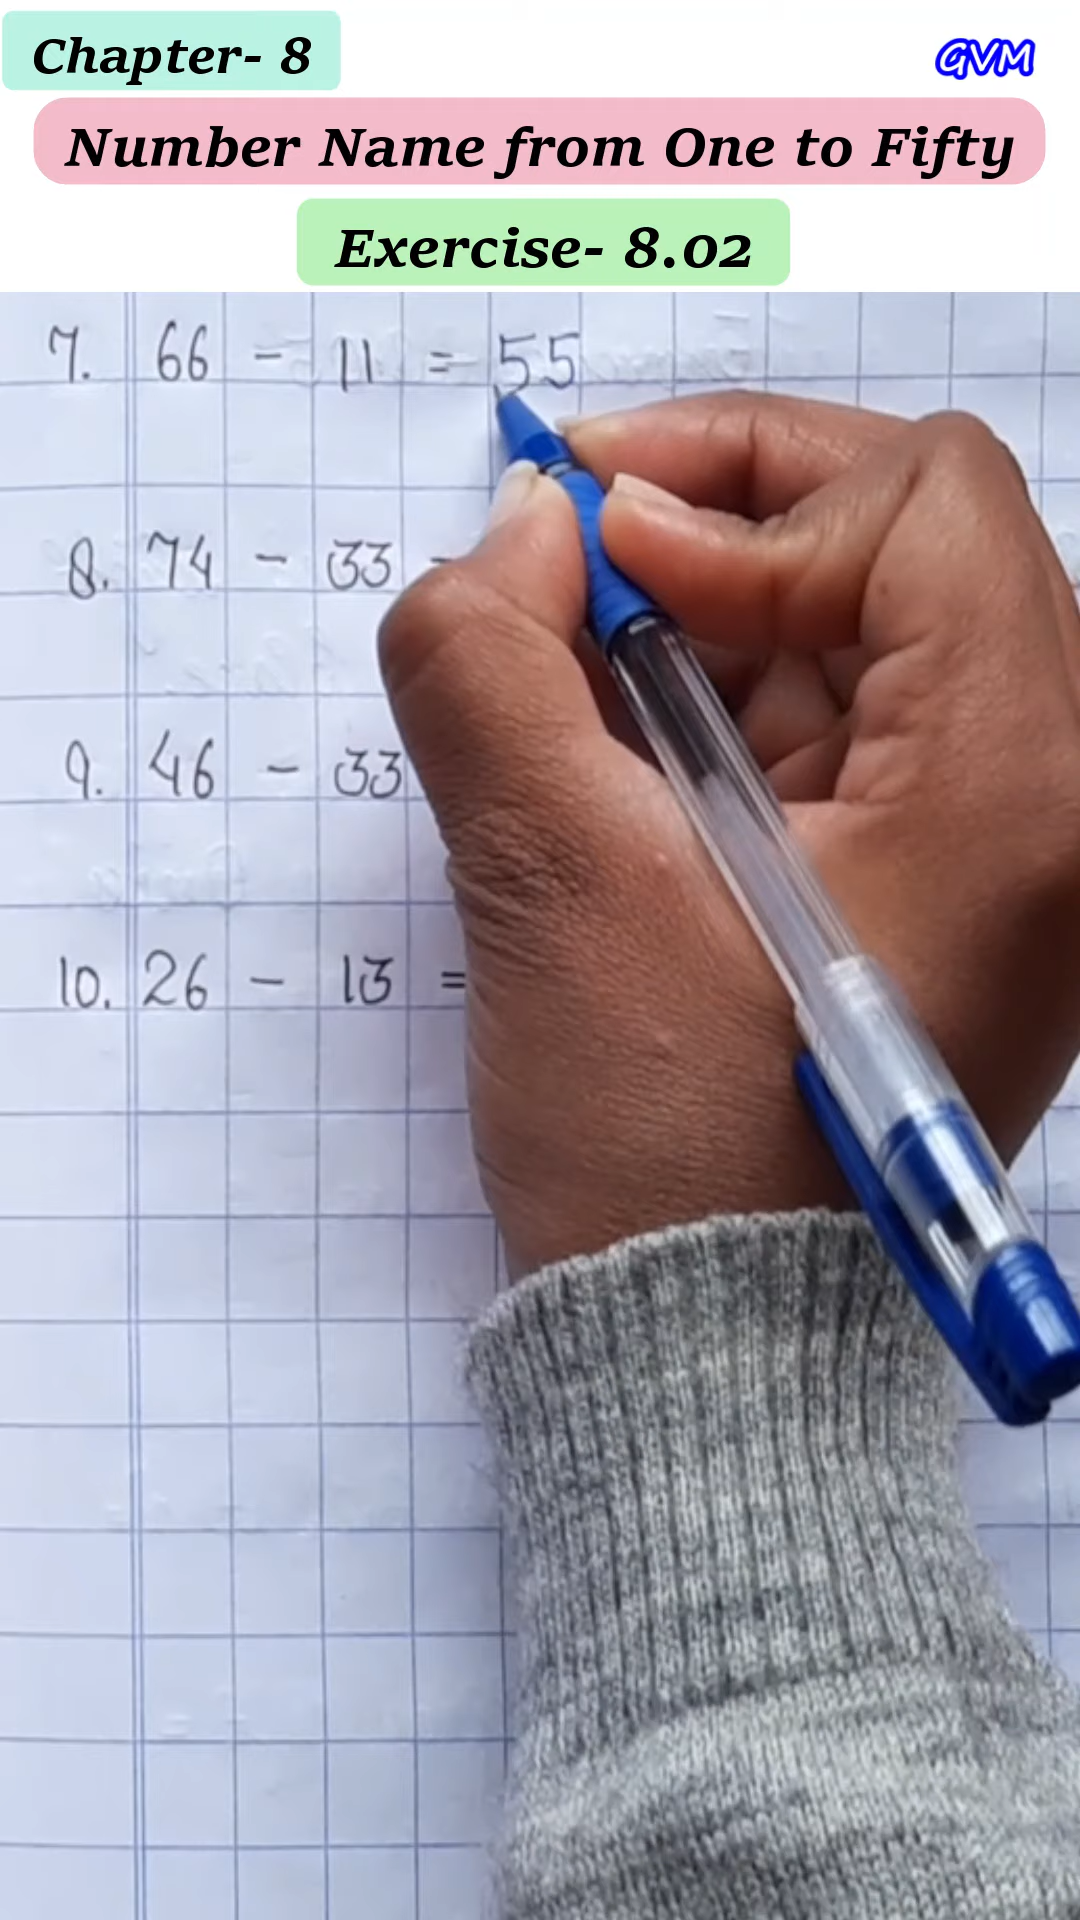 Chapter- 8
GVM
Number Name from One to Fifty
Exercise- 8.02
7. 66 - 11 = 55
8. 74 - 33 -
9. 46 - 33
10. 26 - 13 =